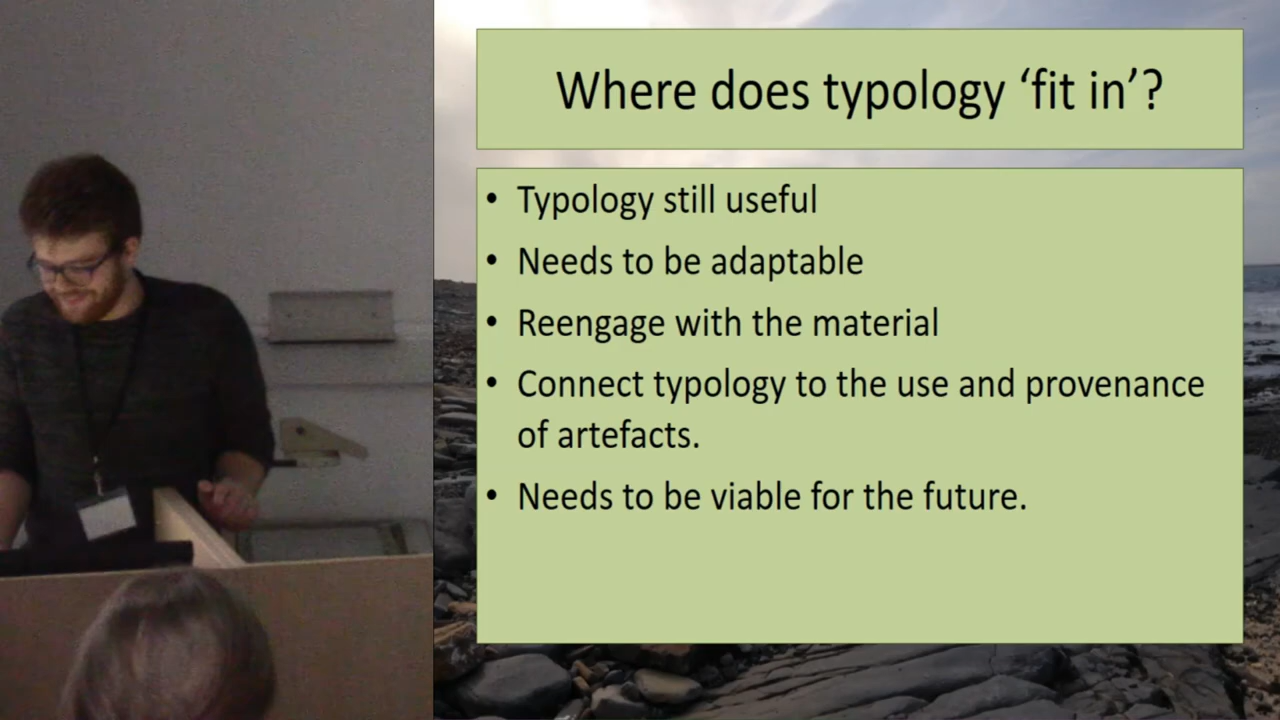 Where does typology ‘fit in’?
• Typology still useful
• Needs to be adaptable
• Reengage with the material
• Connect typology to the use and provenance
of artefacts.
• Needs to be viable for the future.